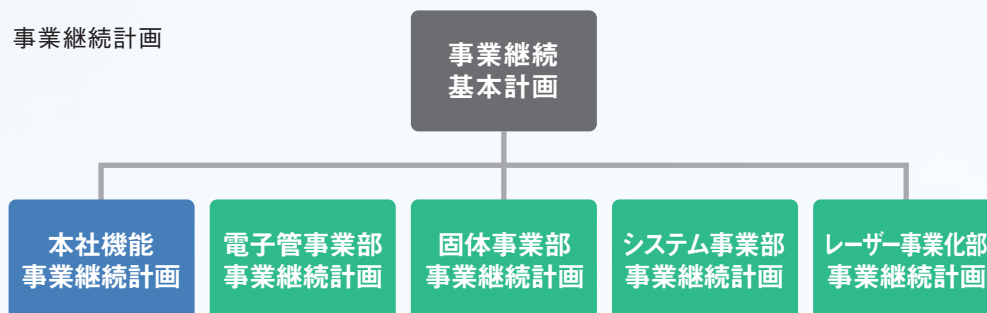 事業継続計画
事業継続
基本計画
本社機能
事業継続計画
電子管事業部
事業継続計画
固体事業部
事業継続計画
システム事業部
事業継続計画
レーザー事業化部
事業継続計画